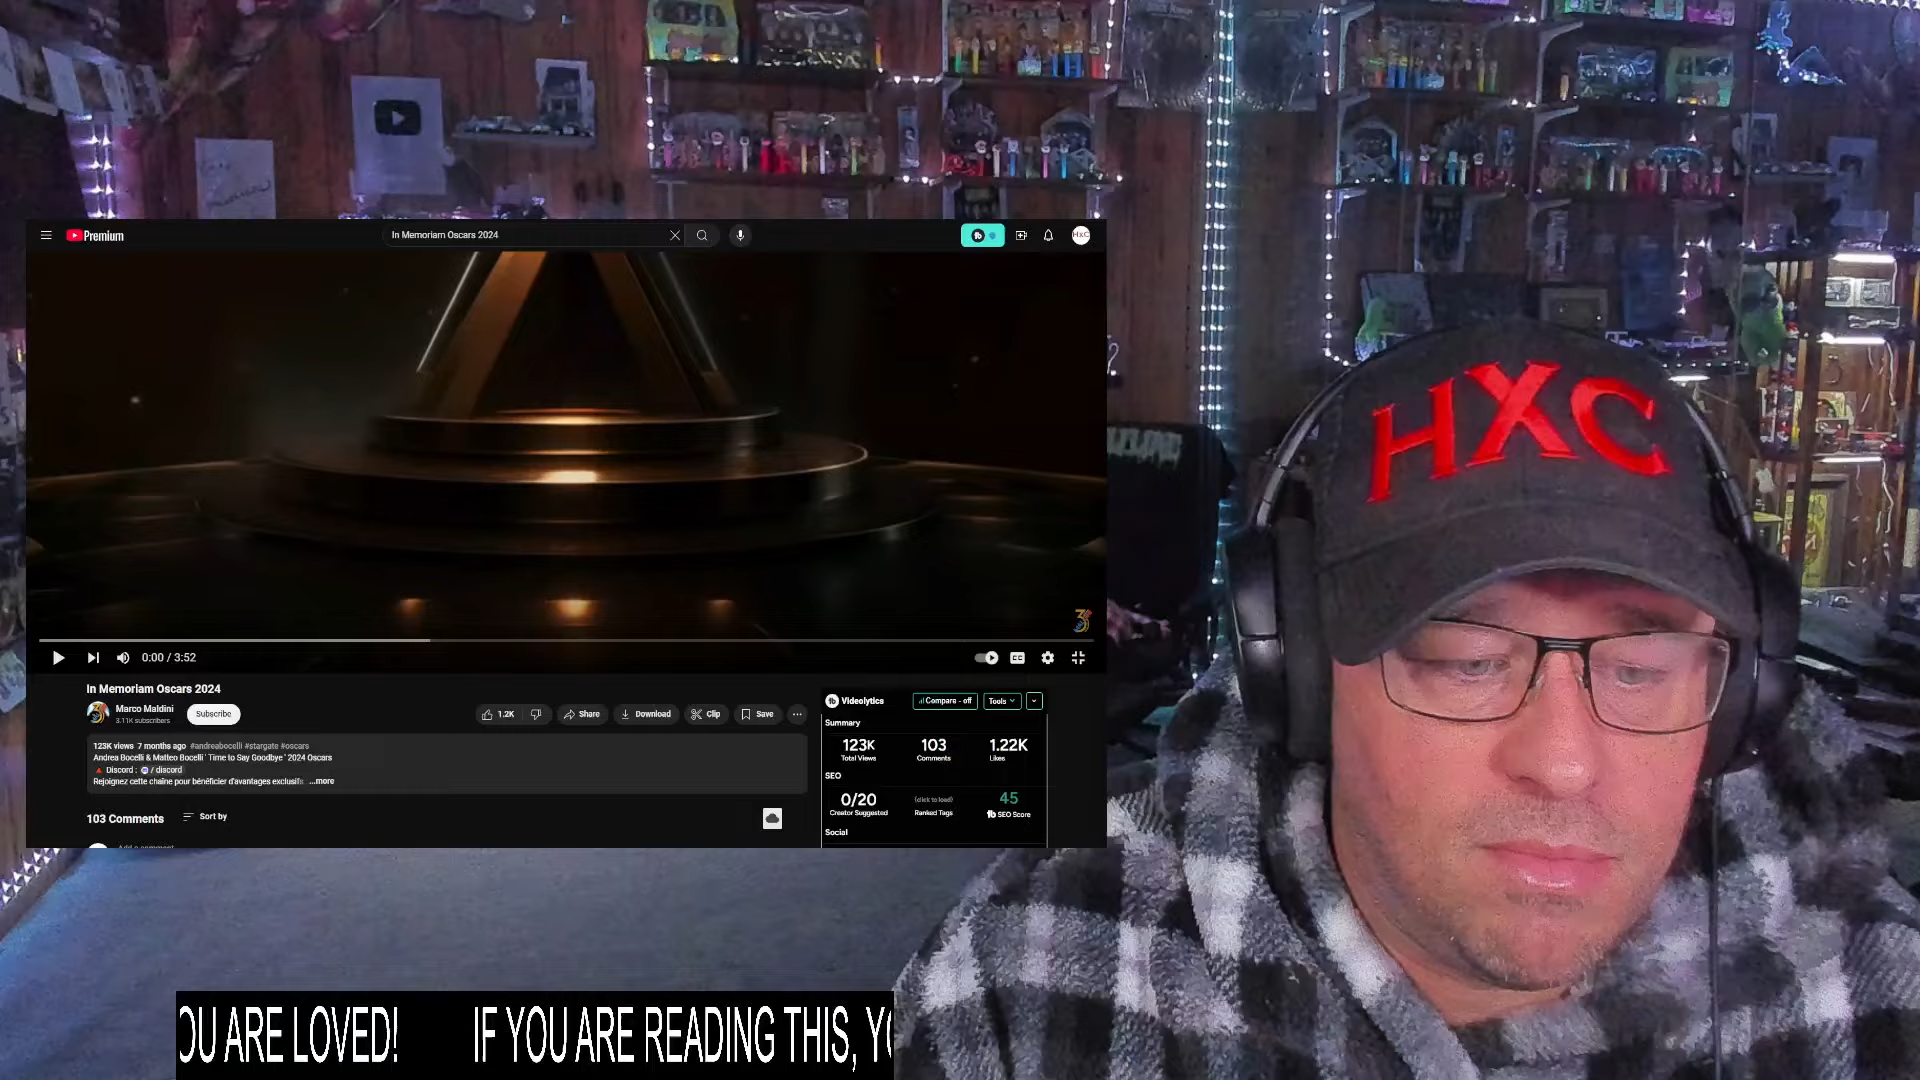 Premium
In Memoriam Oscars 2024
HXC
HXC
0:00 / 3:52
CC
In Memoriam Oscars 2024
Marco Maldini
3.11K subscribers
Subscribe
1.2K
Share
Download
Clip
Save
123K views 7 months ago #andreabocelli #stargate #oscars
Andrea Bocelli & Matteo Bocelli ' Time to Say Goodbye ' 2024 Oscars
Discord : / discord
Rejoignez cette chaîne pour bénéficier d'avantages exclusifs ...more
103 Comments
Sort by
Videolytics
Compare - off
Tools
Summary
123K
103
1.22K
Total Views
Comments
Likes
SEO
0/20
(click to load)
45
Creator Suggested
Ranked Tags
SEO Score
Social
OU ARE LOVED! IF YOU ARE READING THIS, YO